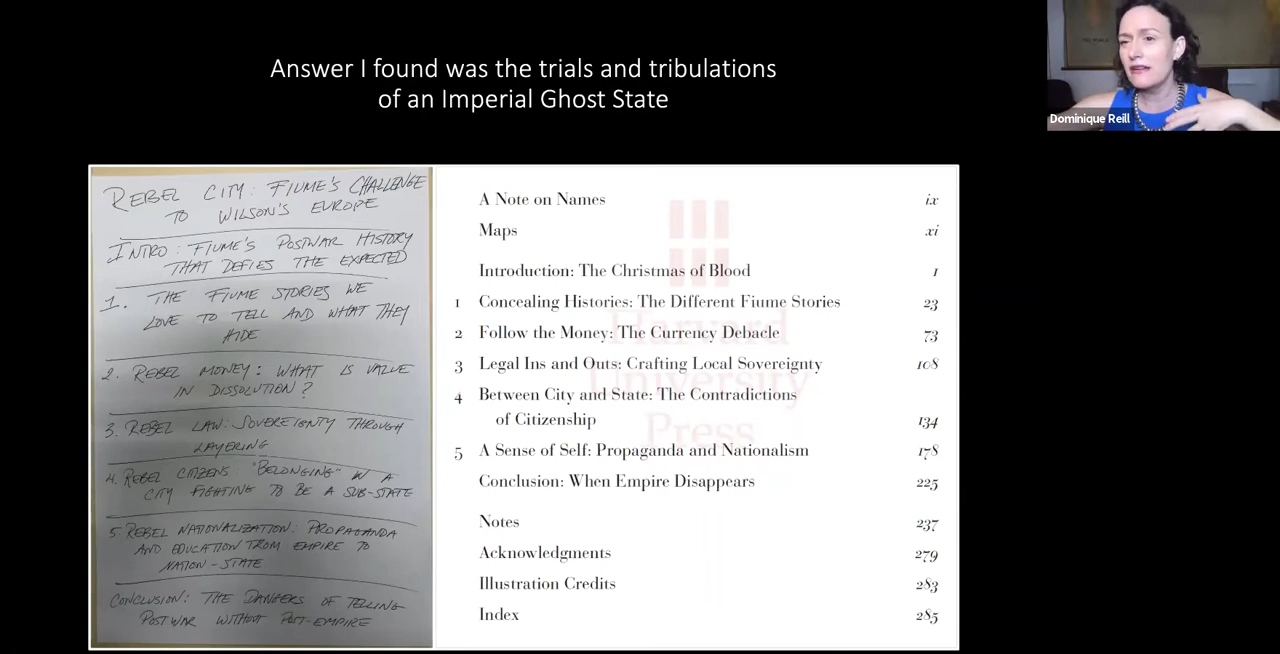 Answer I found was the trials and tribulations
of an Imperial Ghost State
Dominique Reill
REBEL CITY: FIUME'S CHALLENGE
TO WILSON'S EUROPE
INTRO: FIUME'S POSTWAR HISTORY
THAT DEFIES THE EXPECTED
1. THE FIUME STORIES WE
LOVE TO TELL AND WHAT THEY
HIDE
2. REBEL MONEY: WHAT IS VALUE
IN DISSOLUTION?
3. REBEL LAW: SOVEREIGNTY THROUGH
LAYERING
4. REBEL CITIZENS: "BELONGING" IN A
CITY FIGHTING TO BE A SUB-STATE
5. REBEL NATIONALIZATION: PROPAGANDA
AND EDUCATION FROM EMPIRE TO
NATION-STATE
CONCLUSION: THE DANGERS OF TELLING
POSTWAR WITHOUT POST-EMPIRE
A Note on Names ix
Maps xi
Introduction: The Christmas of Blood 1
1 Concealing Histories: The Different Fiume Stories 23
2 Follow the Money: The Currency Debacle 73
3 Legal Ins and Outs: Crafting Local Sovereignty 108
4 Between City and State: The Contradictions
of Citizenship 134
5 A Sense of Self: Propaganda and Nationalism 178
Conclusion: When Empire Disappears 225
Notes 237
Acknowledgments 279
Illustration Credits 283
Index 285
Harvard
University
Press